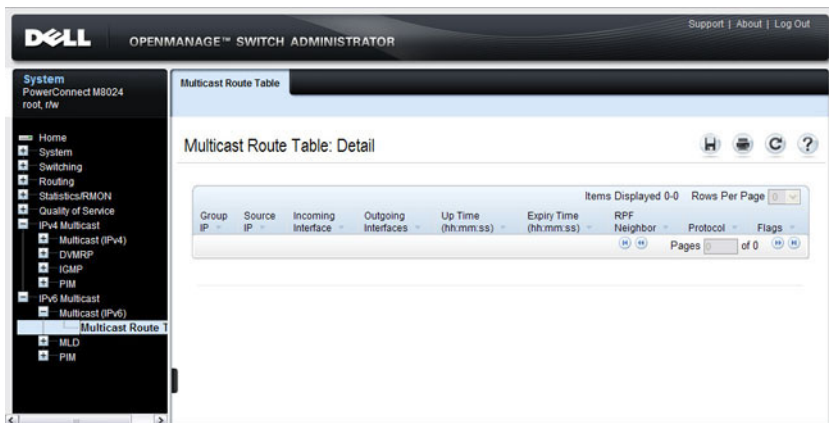 Support | About | Log Out
DELL OPENMANAGE™ SWITCH ADMINISTRATOR
System
PowerConnect M8024
root, r/w
Home
System
Switching
Routing
Statistics/RMON
Quality of Service
IPv4 Multicast
Multicast (IPv4)
DVMRP
IGMP
PIM
IPv6 Multicast
Multicast (IPv6)
Multicast Route T
MLD
PIM
Multicast Route Table
Multicast Route Table: Detail
Items Displayed 0-0 Rows Per Page 0
Group IP Source IP Incoming Interface Outgoing Interfaces Up Time (hh:mm:ss) Expiry Time (hh:mm:ss) RPF Neighbor Protocol Flags
Pages 0 of 0